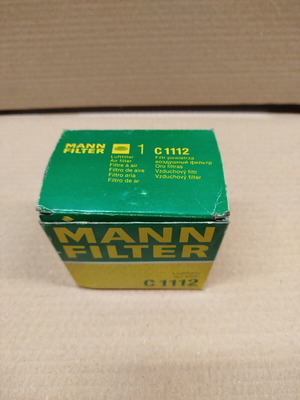 MANN
FILTER
1
C 1112
Luftfilter
Air filter
Filtre à air
Filtro de aire
Filtro aria
Filtro de ar
Filtr powietrza
воздушный фильтр
Oro filtras
Vzduchový filtr
Vzduchový filter
MANN
FILTER
Luftfilter
C 1112